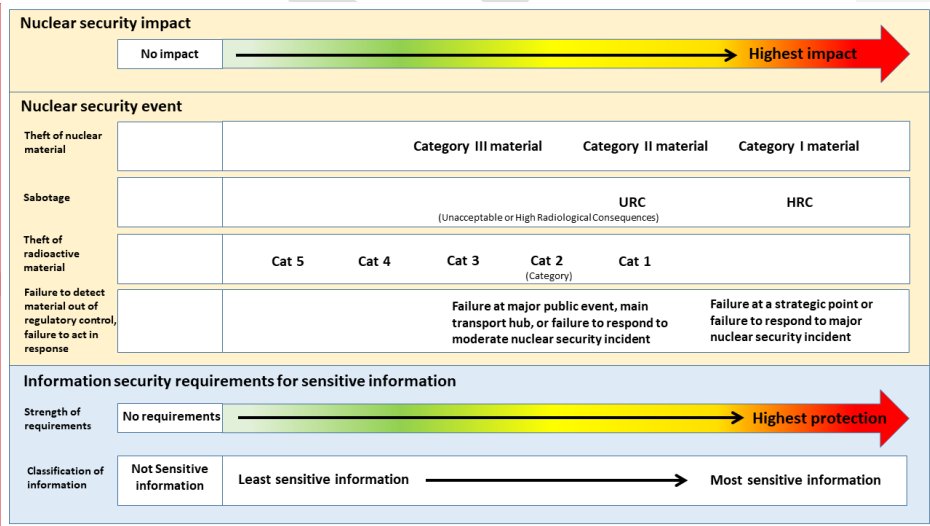 Nuclear security impact
No impact
Highest impact
Nuclear security event
Theft of nuclear
material
Category III material
Category II material
Category I material
Sabotage
URC
(Unacceptable or High Radiological Consequences)
HRC
Theft of
radioactive
material
Cat 5
Cat 4
Cat 3
Cat 2
(Category)
Cat 1
Failure to detect
material out of
regulatory control,
failure to act in
response
Failure at major public event, main
transport hub, or failure to respond to
moderate nuclear security incident
Failure at a strategic point or
failure to respond to major
nuclear security incident
Information security requirements for sensitive information
Strength of
requirements
No requirements
Highest protection
Classification of
information
Not Sensitive
information
Least sensitive information
Most sensitive information